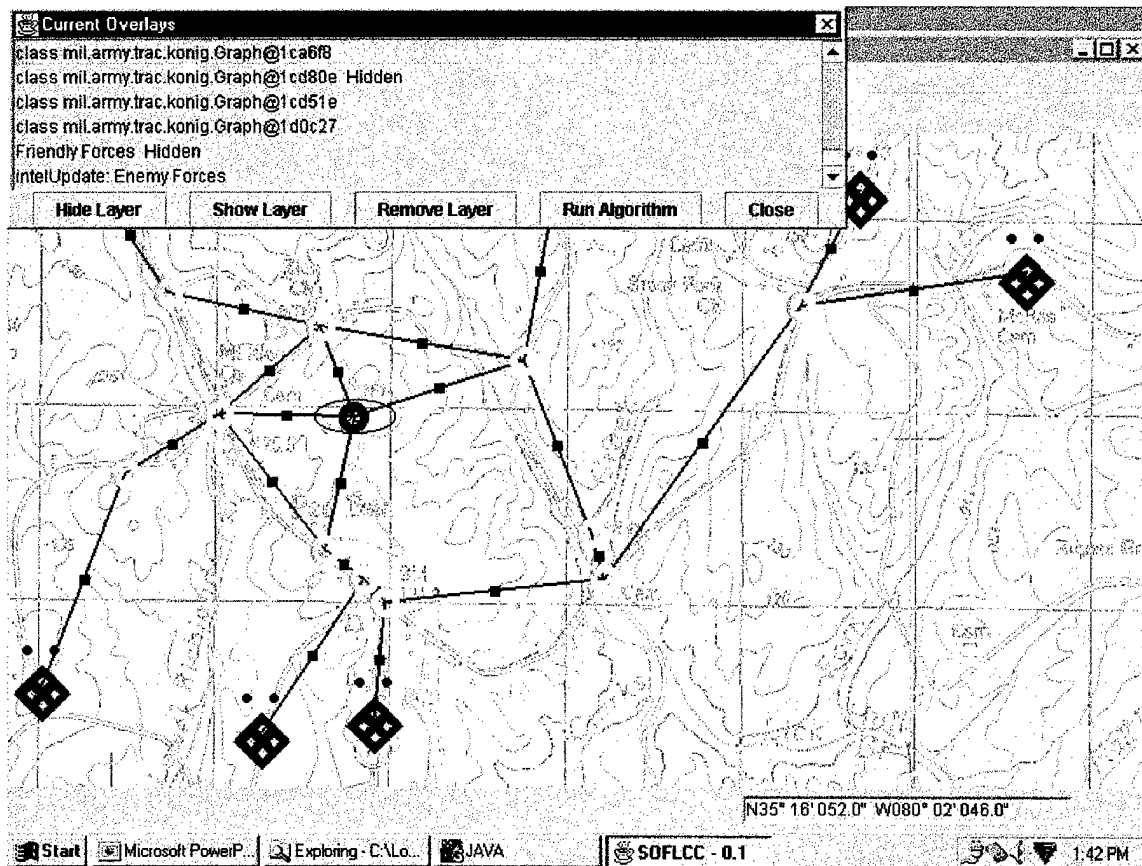 Current Overlays
class mil.army.trac.konig.Graph@1ca6f8
class mil.army.trac.konig.Graph@1cd80e Hidden
class mil.army.trac.konig.Graph@1cd51e
class mil.army.trac.konig.Graph@1d0c27
Friendly Forces Hidden
IntelUpdate: Enemy Forces
Hide Layer Show Layer Remove Layer Run Algorithm Close
Cem
N35° 16' 052.0" W080° 02' 046.0"
Start Microsoft PowerP... Exploring - C:\Lo... JAVA SOFLCC - 0.1 1:42 PM